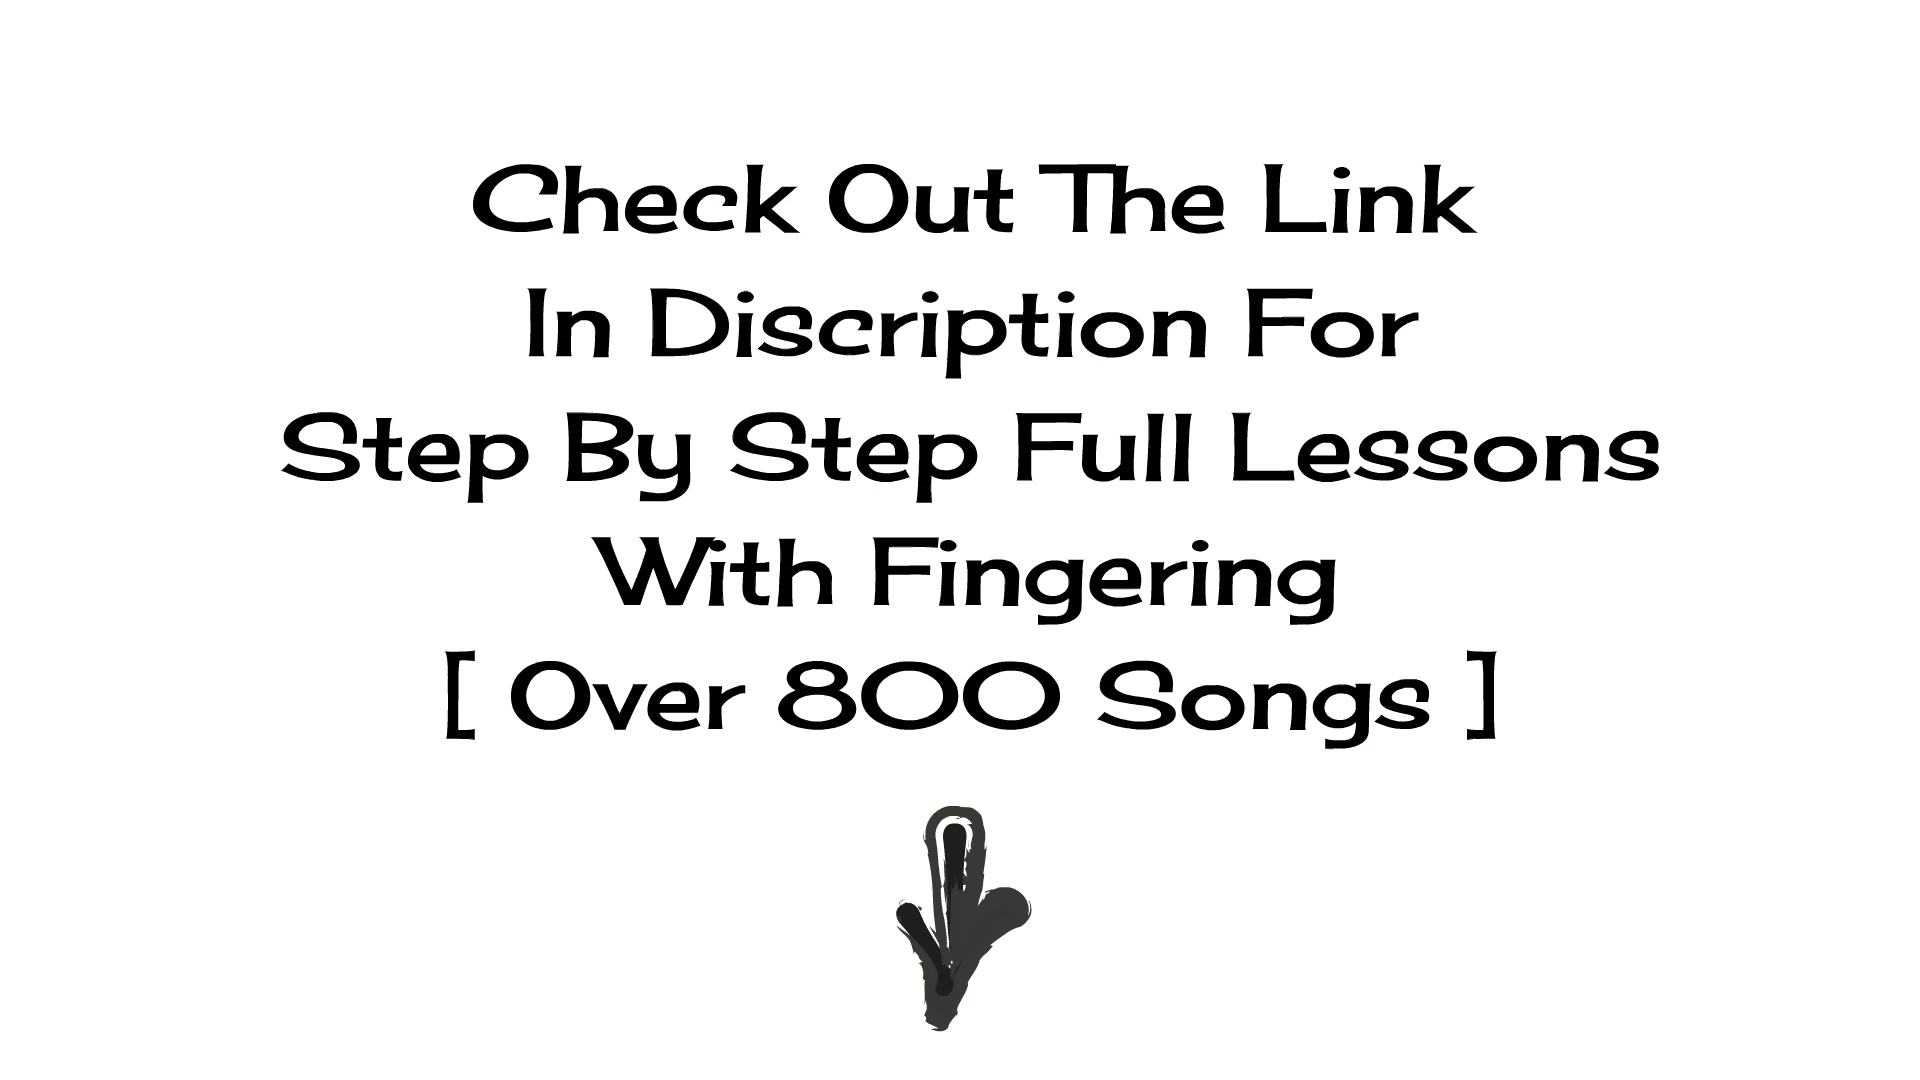 Check Out The Link
In Discription For
Step By Step Full Lessons
With Fingering
[ Over 800 Songs ]